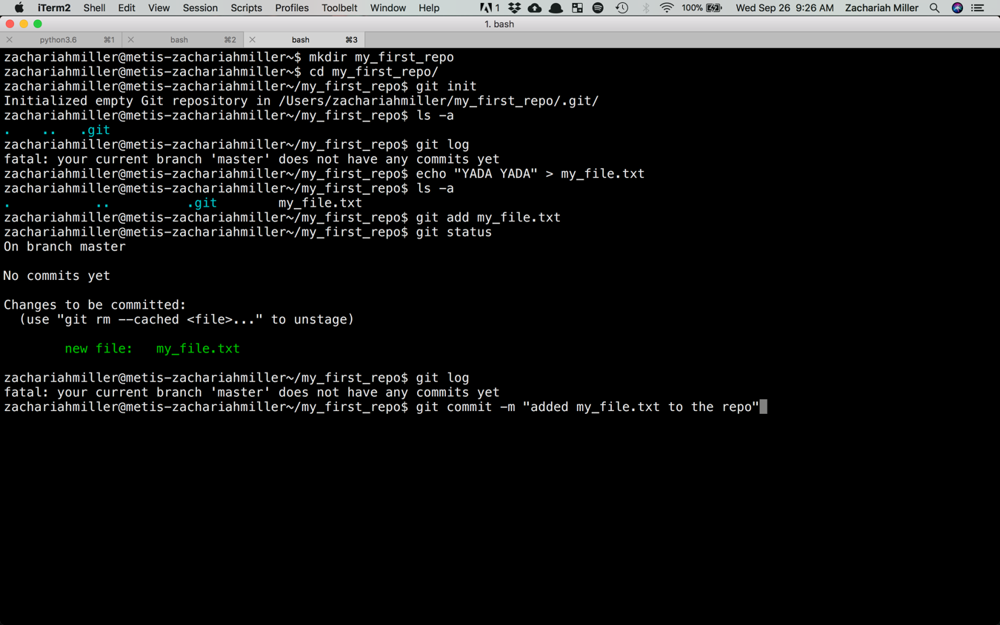 iTerm2 Shell Edit View Session Scripts Profiles Toolbelt Window Help 1 100% Wed Sep 26 9:26 AM Zachariah Miller
1. bash
python3.6 ⌘1 bash ⌘2 bash ⌘3
zachariahmiller@metis-zachariahmiller~$ mkdir my_first_repo
zachariahmiller@metis-zachariahmiller~$ cd my_first_repo/
zachariahmiller@metis-zachariahmiller~/my_first_repo$ git init
Initialized empty Git repository in /Users/zachariahmiller/my_first_repo/.git/
zachariahmiller@metis-zachariahmiller~/my_first_repo$ ls -a
. .. .git
zachariahmiller@metis-zachariahmiller~/my_first_repo$ git log
fatal: your current branch 'master' does not have any commits yet
zachariahmiller@metis-zachariahmiller~/my_first_repo$ echo "YADA YADA" > my_file.txt
zachariahmiller@metis-zachariahmiller~/my_first_repo$ ls -a
. .. .git my_file.txt
zachariahmiller@metis-zachariahmiller~/my_first_repo$ git add my_file.txt
zachariahmiller@metis-zachariahmiller~/my_first_repo$ git status
On branch master
No commits yet
Changes to be committed:
(use "git rm --cached <file>..." to unstage)
new file: my_file.txt
zachariahmiller@metis-zachariahmiller~/my_first_repo$ git log
fatal: your current branch 'master' does not have any commits yet
zachariahmiller@metis-zachariahmiller~/my_first_repo$ git commit -m "added my_file.txt to the repo"